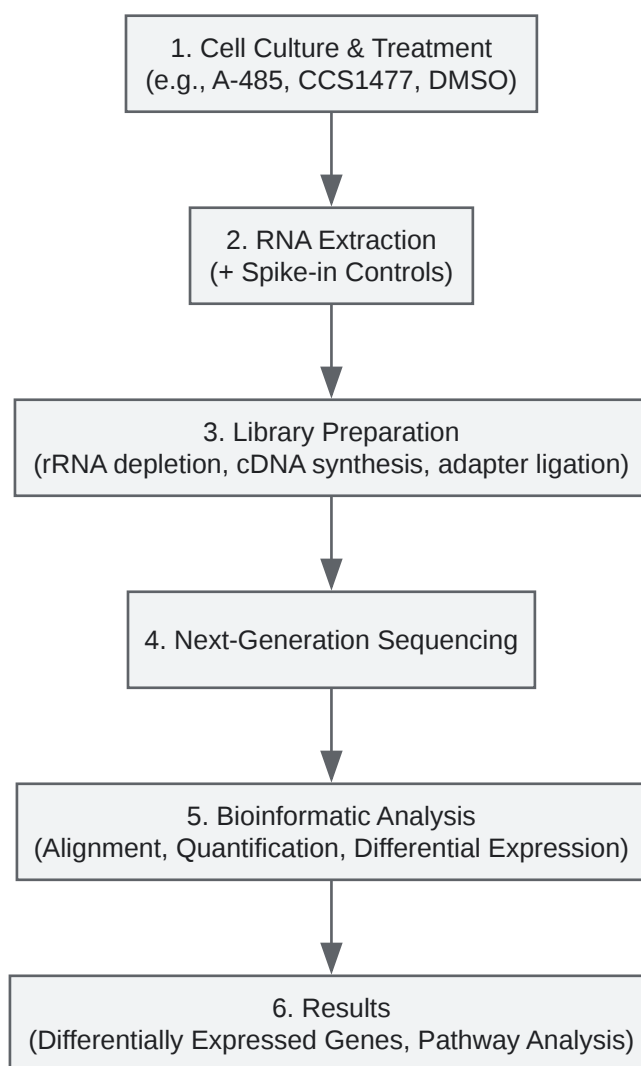 1. Cell Culture & Treatment
(e.g., A-485, CCS1477, DMSO)
2. RNA Extraction
(+ Spike-in Controls)
3. Library Preparation
(rRNA depletion, cDNA synthesis, adapter ligation)
4. Next-Generation Sequencing
5. Bioinformatic Analysis
(Alignment, Quantification, Differential Expression)
6. Results
(Differentially Expressed Genes, Pathway Analysis)